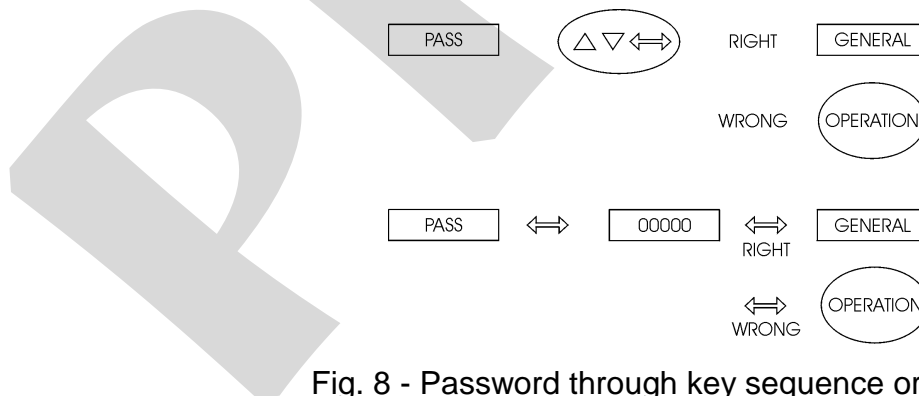 PASS RIGHT GENERAL
WRONG OPERATION
PASS 00000 RIGHT GENERAL
WRONG OPERATION
Fig. 8 - Password through key sequence or